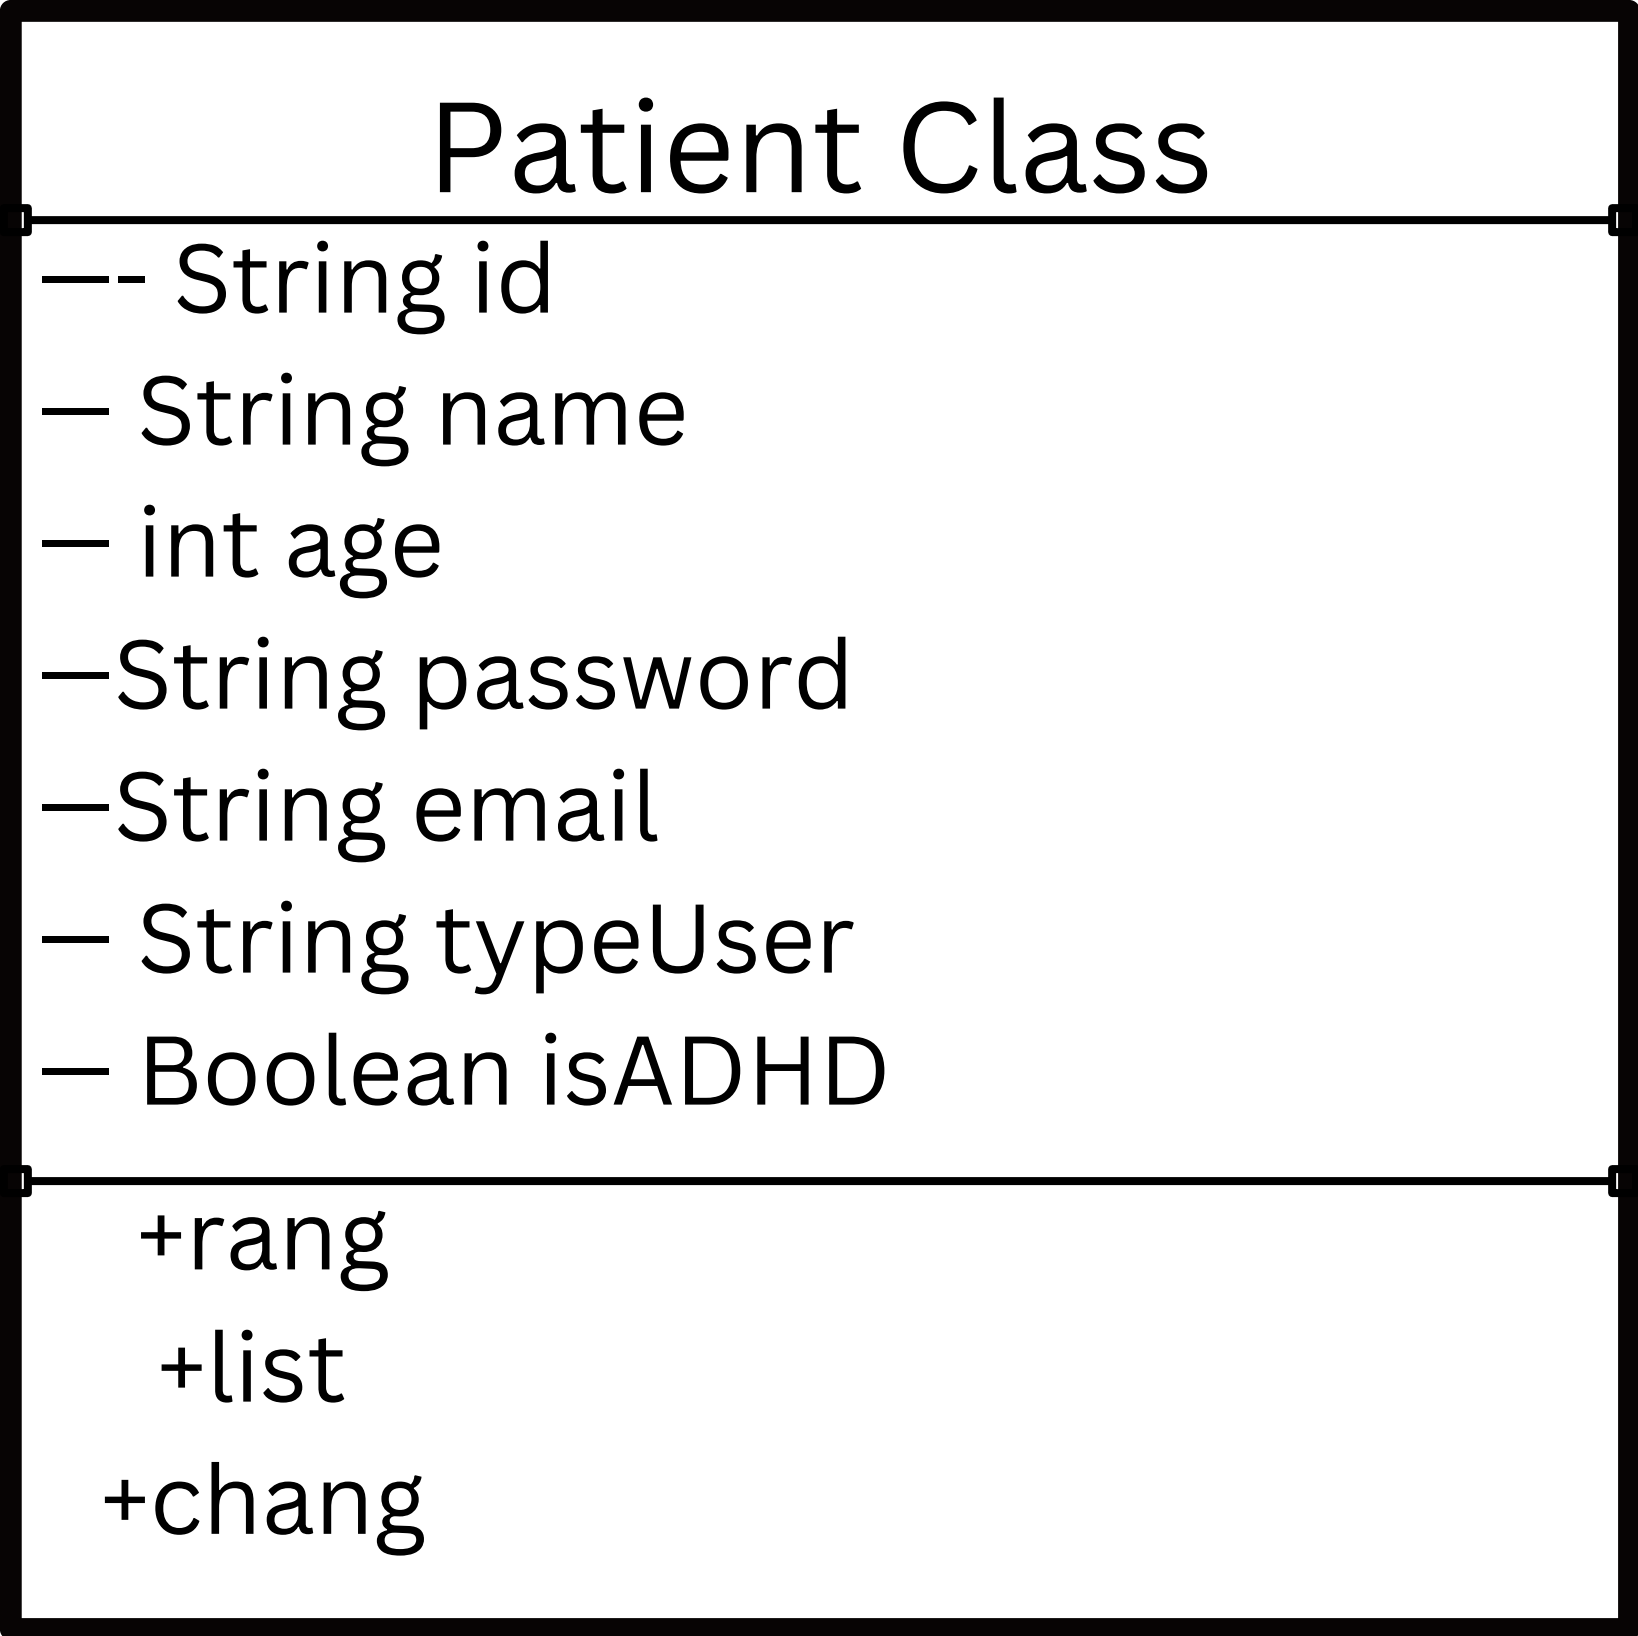 Patient Class
—- String id
— String name
— int age
—String password
—String email
— String typeUser
— Boolean isADHD
+rang
+list
+chang